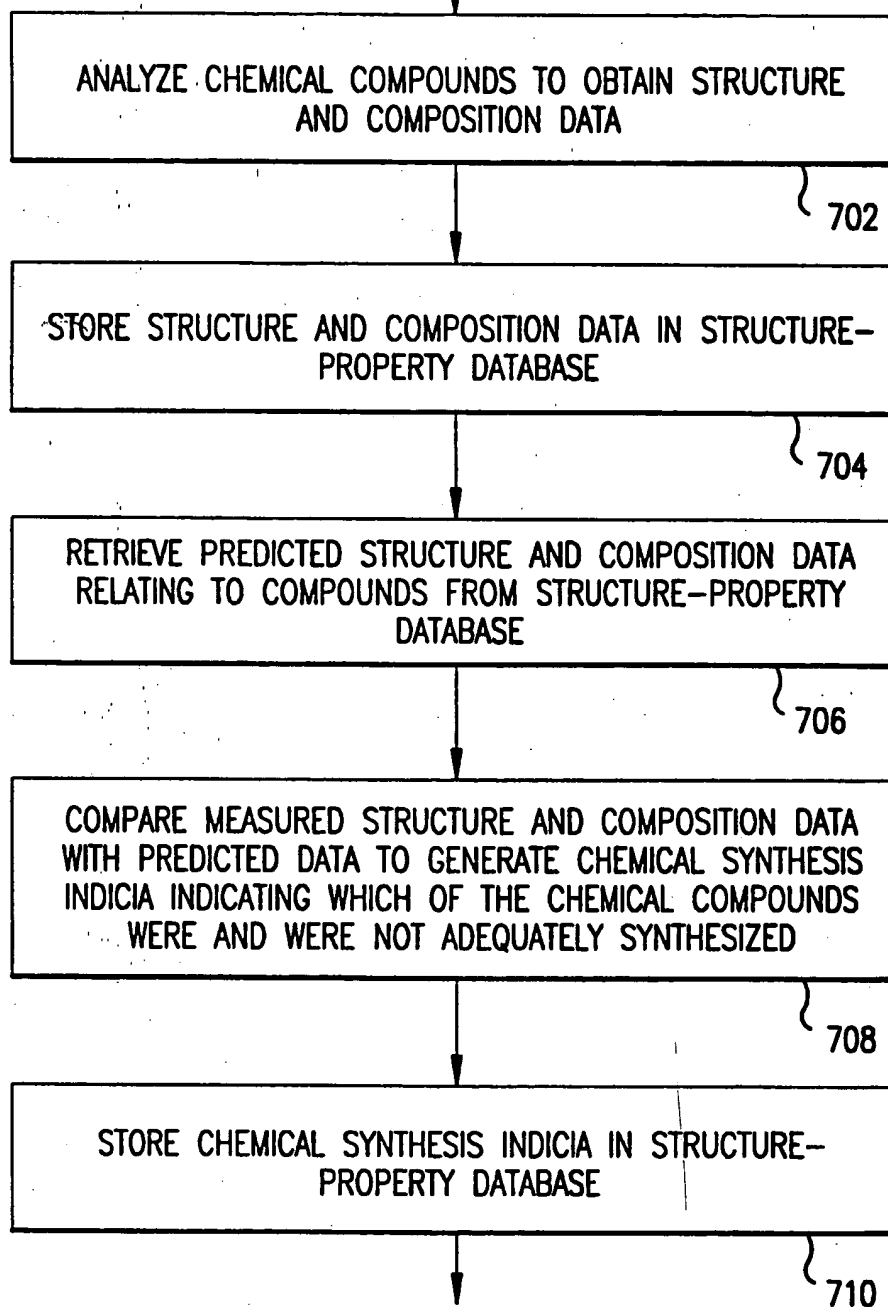 ANALYZE CHEMICAL COMPOUNDS TO OBTAIN STRUCTURE
AND COMPOSITION DATA
702
STORE STRUCTURE AND COMPOSITION DATA IN STRUCTURE-
PROPERTY DATABASE
704
RETRIEVE PREDICTED STRUCTURE AND COMPOSITION DATA
RELATING TO COMPOUNDS FROM STRUCTURE-PROPERTY
DATABASE
706
COMPARE MEASURED STRUCTURE AND COMPOSITION DATA
WITH PREDICTED DATA TO GENERATE CHEMICAL SYNTHESIS
INDICIA INDICATING WHICH OF THE CHEMICAL COMPOUNDS
WERE AND WERE NOT ADEQUATELY SYNTHESIZED
708
STORE CHEMICAL SYNTHESIS INDICIA IN STRUCTURE-
PROPERTY DATABASE
710